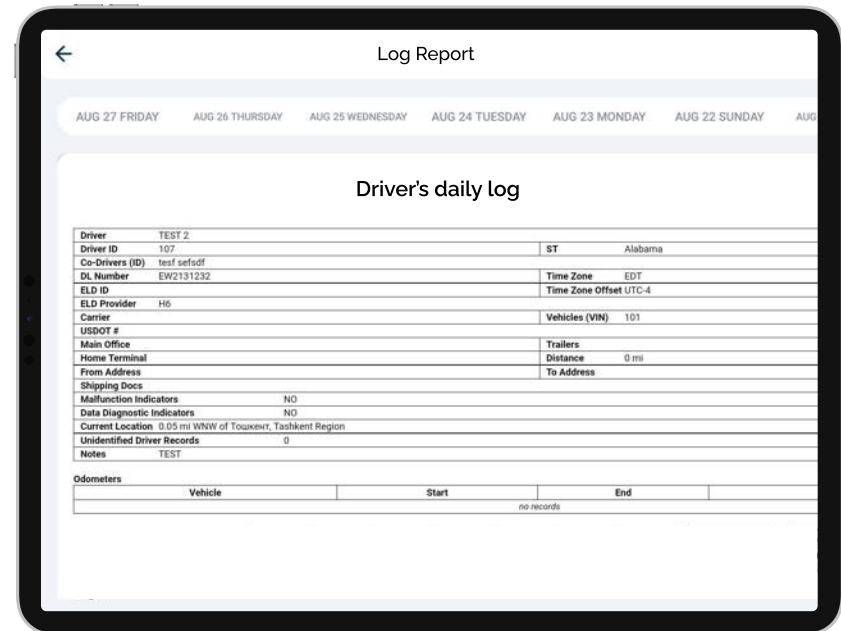 Log Report
AUG 27 FRIDAY AUG 26 THURSDAY AUG 25 WEDNESDAY AUG 24 TUESDAY AUG 23 MONDAY AUG 22 SUNDAY AUG
Driver's daily log
Driver TEST 2
Driver ID 107 ST Alabama
Co-Drivers (ID) tesf sefsdf
DL Number EW2131232 Time Zone EDT
ELD ID Time Zone Offset UTC-4
ELD Provider H6
Carrier Vehicles (VIN) 101
USDOT #
Main Office Trailers
Home Terminal Distance 0 mi
From Address To Address
Shipping Docs
Malfunction Indicators NO
Data Diagnostic Indicators NO
Current Location 0.05 mi WNW of Тошкент, Tashkent Region
Unidentified Driver Records 0
Notes TEST
Odometers
Vehicle Start End
no records